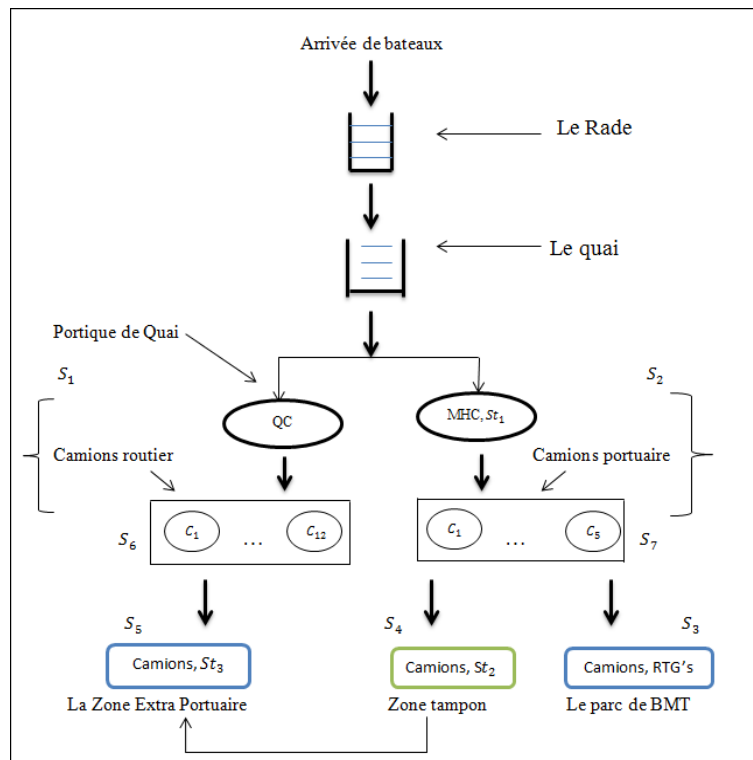 Arrivée de bateaux
Le Rade
Le quai
Portique de Quai
S₁
S₂
QC
MHC, St₁
Camions routier
Camions portuaire
S₆
C₁
...
C₁₂
C₁
...
C₅
S₇
S₅
S₄
S₃
Camions, St₃
Camions, St₂
Camions, RTG's
La Zone Extra Portuaire
Zone tampon
Le parc de BMT